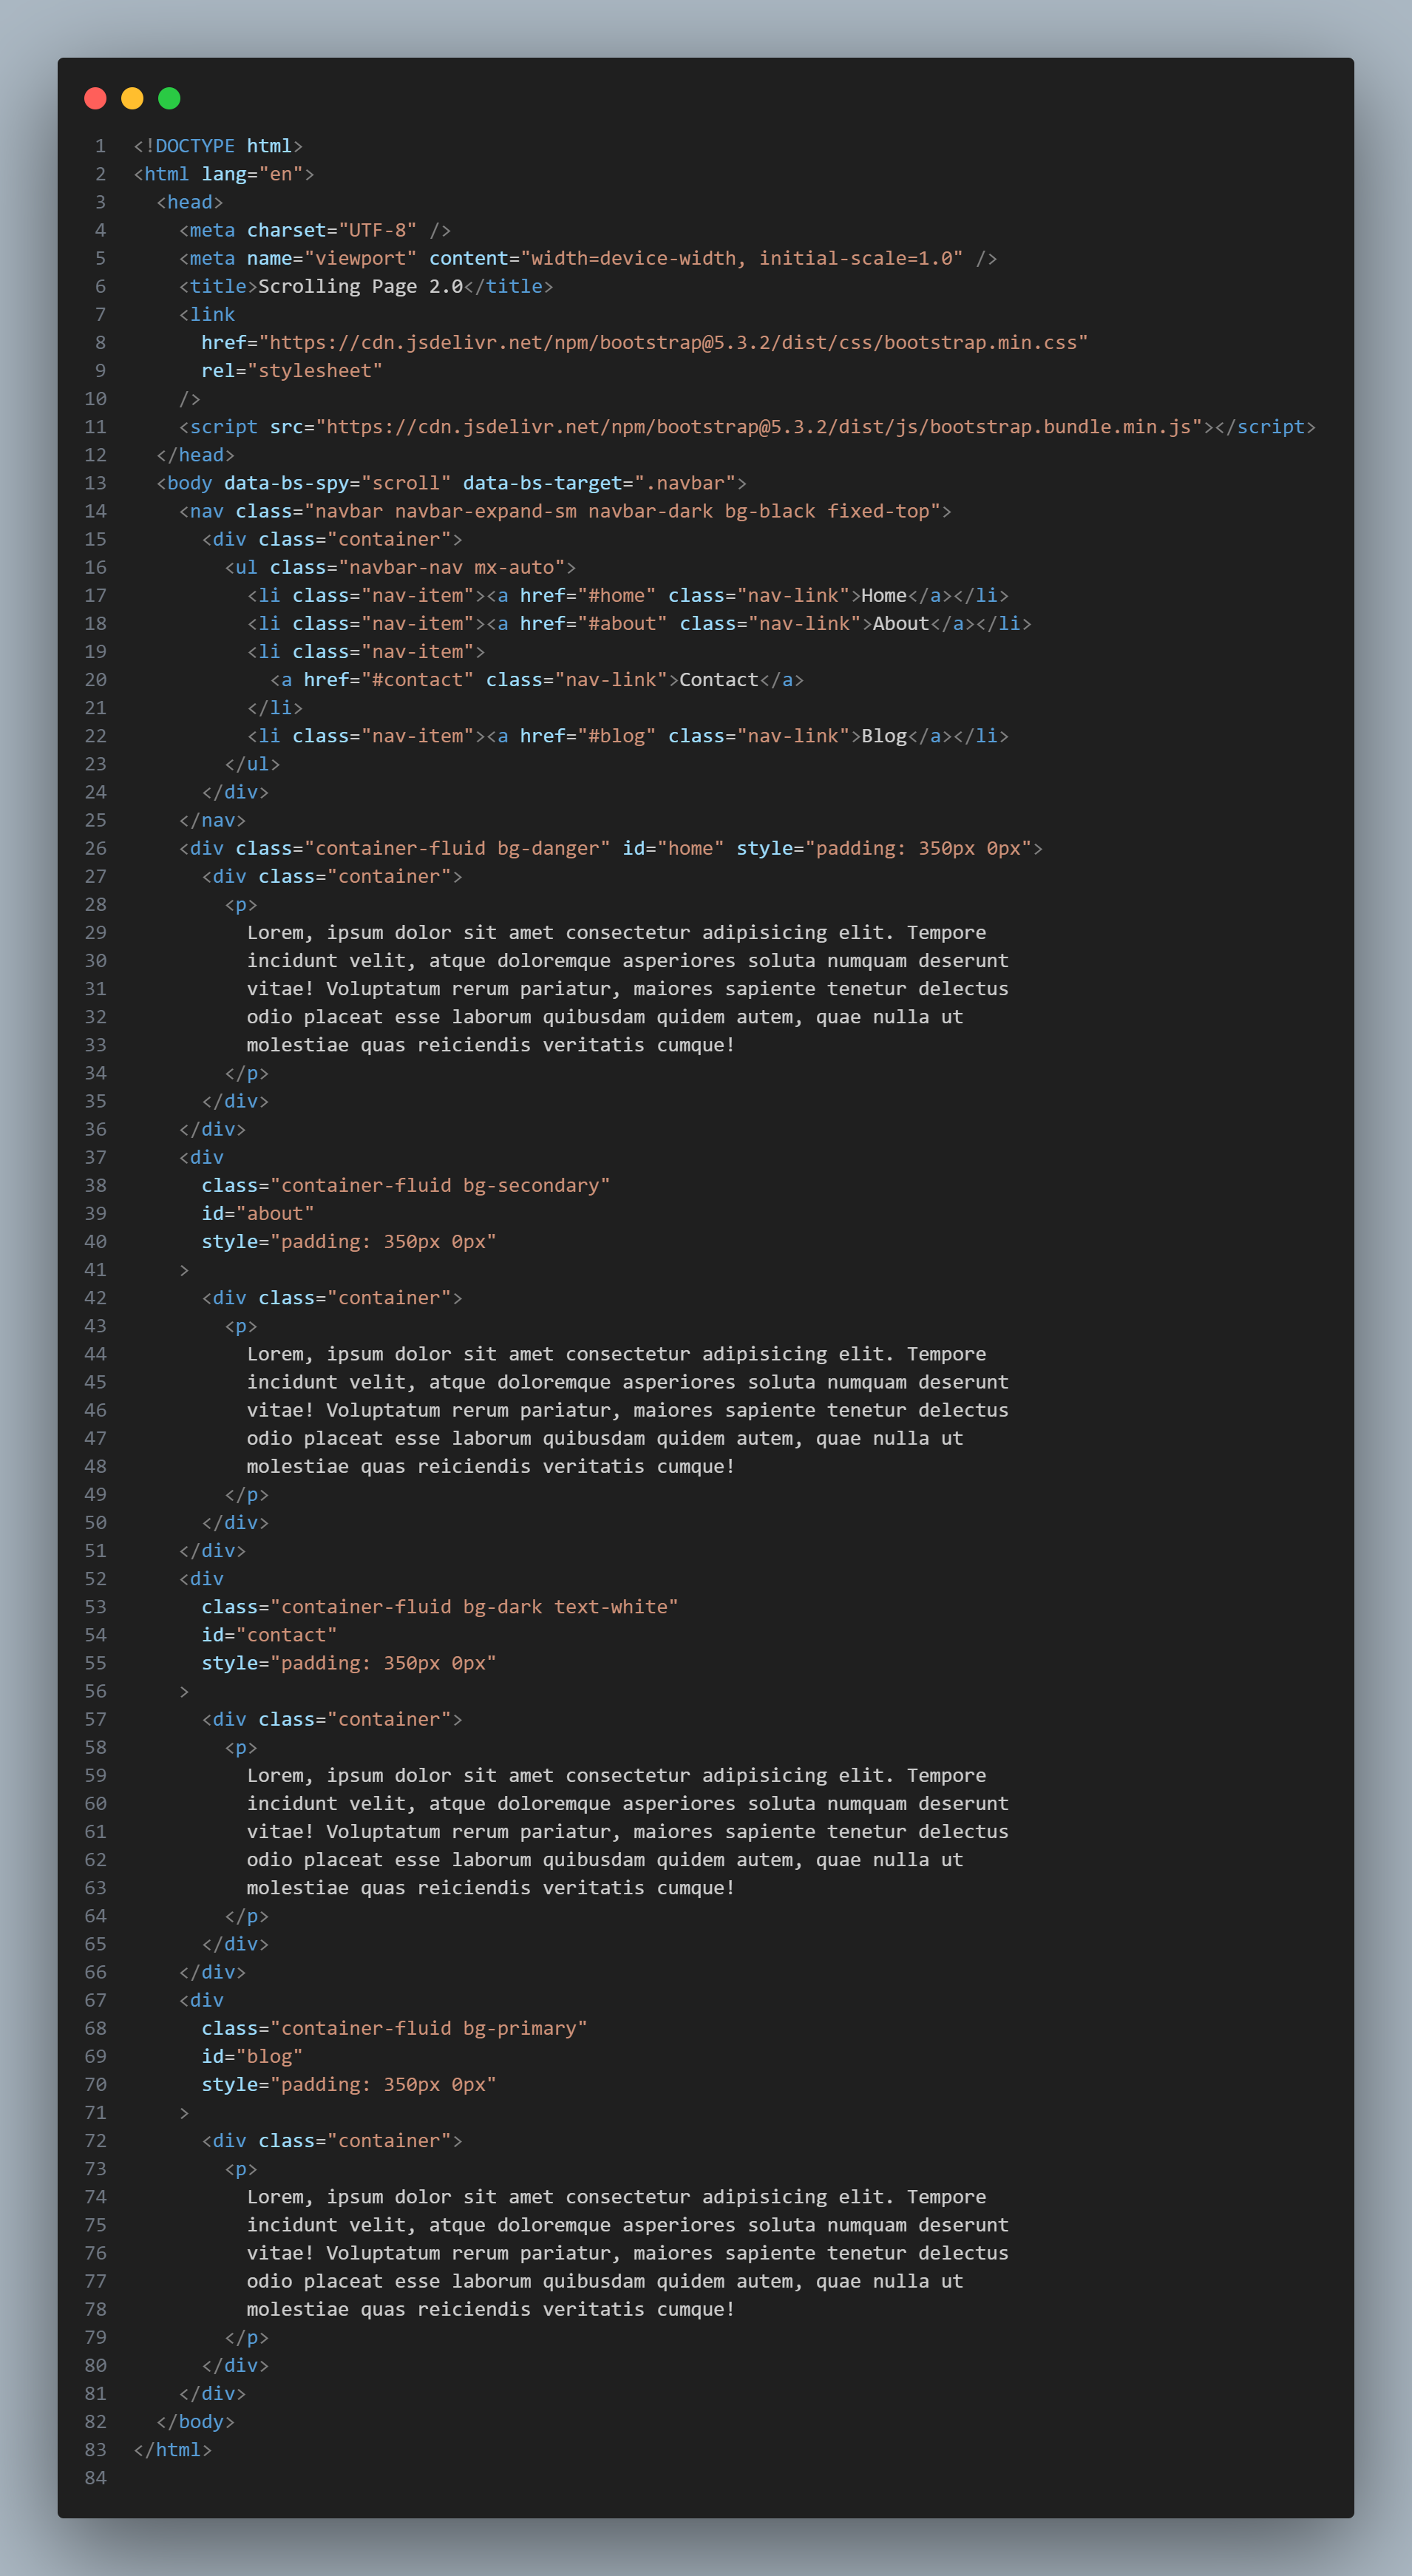 1 <!DOCTYPE html>
2 <html lang="en">
3   <head>
4     <meta charset="UTF-8" />
5     <meta name="viewport" content="width=device-width, initial-scale=1.0" />
6     <title>Scrolling Page 2.0</title>
7     <link
8       href="https://cdn.jsdelivr.net/npm/bootstrap@5.3.2/dist/css/bootstrap.min.css"
9       rel="stylesheet"
10     />
11     <script src="https://cdn.jsdelivr.net/npm/bootstrap@5.3.2/dist/js/bootstrap.bundle.min.js"></script>
12   </head>
13   <body data-bs-spy="scroll" data-bs-target=".navbar">
14     <nav class="navbar navbar-expand-sm navbar-dark bg-black fixed-top">
15       <div class="container">
16         <ul class="navbar-nav mx-auto">
17           <li class="nav-item"><a href="#home" class="nav-link">Home</a></li>
18           <li class="nav-item"><a href="#about" class="nav-link">About</a></li>
19           <li class="nav-item">
20             <a href="#contact" class="nav-link">Contact</a>
21           </li>
22           <li class="nav-item"><a href="#blog" class="nav-link">Blog</a></li>
23         </ul>
24       </div>
25     </nav>
26     <div class="container-fluid bg-danger" id="home" style="padding: 350px 0px">
27       <div class="container">
28         <p>
29           Lorem, ipsum dolor sit amet consectetur adipisicing elit. Tempore
30           incidunt velit, atque doloremque asperiores soluta numquam deserunt
31           vitae! Voluptatum rerum pariatur, maiores sapiente tenetur delectus
32           odio placeat esse laborum quibusdam quidem autem, quae nulla ut
33           molestiae quas reiciendis veritatis cumque!
34         </p>
35       </div>
36     </div>
37     <div
38       class="container-fluid bg-secondary"
39       id="about"
40       style="padding: 350px 0px"
41     >
42       <div class="container">
43         <p>
44           Lorem, ipsum dolor sit amet consectetur adipisicing elit. Tempore
45           incidunt velit, atque doloremque asperiores soluta numquam deserunt
46           vitae! Voluptatum rerum pariatur, maiores sapiente tenetur delectus
47           odio placeat esse laborum quibusdam quidem autem, quae nulla ut
48           molestiae quas reiciendis veritatis cumque!
49         </p>
50       </div>
51     </div>
52     <div
53       class="container-fluid bg-dark text-white"
54       id="contact"
55       style="padding: 350px 0px"
56     >
57       <div class="container">
58         <p>
59           Lorem, ipsum dolor sit amet consectetur adipisicing elit. Tempore
60           incidunt velit, atque doloremque asperiores soluta numquam deserunt
61           vitae! Voluptatum rerum pariatur, maiores sapiente tenetur delectus
62           odio placeat esse laborum quibusdam quidem autem, quae nulla ut
63           molestiae quas reiciendis veritatis cumque!
64         </p>
65       </div>
66     </div>
67     <div
68       class="container-fluid bg-primary"
69       id="blog"
70       style="padding: 350px 0px"
71     >
72       <div class="container">
73         <p>
74           Lorem, ipsum dolor sit amet consectetur adipisicing elit. Tempore
75           incidunt velit, atque doloremque asperiores soluta numquam deserunt
76           vitae! Voluptatum rerum pariatur, maiores sapiente tenetur delectus
77           odio placeat esse laborum quibusdam quidem autem, quae nulla ut
78           molestiae quas reiciendis veritatis cumque!
79         </p>
80       </div>
81     </div>
82   </body>
83 </html>
84